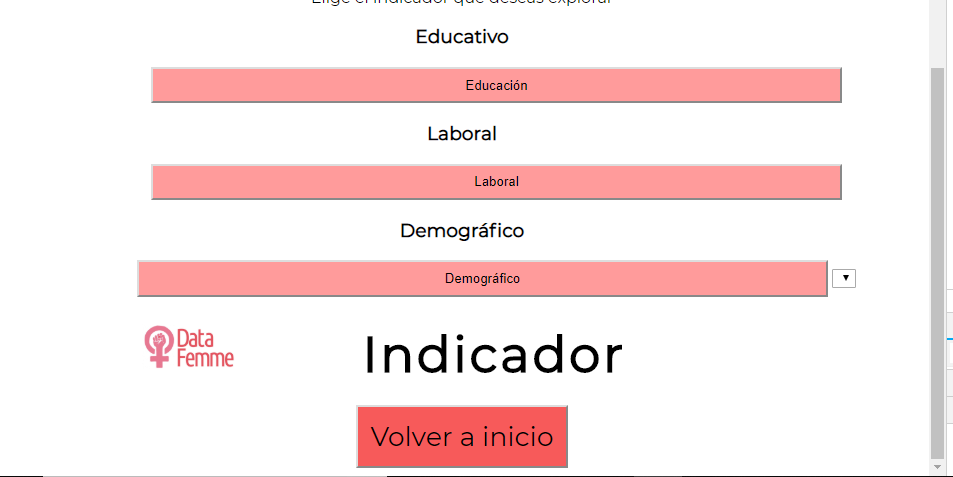 Elige el indicador que deseas explorar
Educativo
Educación
Laboral
Laboral
Demográfico
Demográfico
Data
Femme
Indicador
Volver a inicio